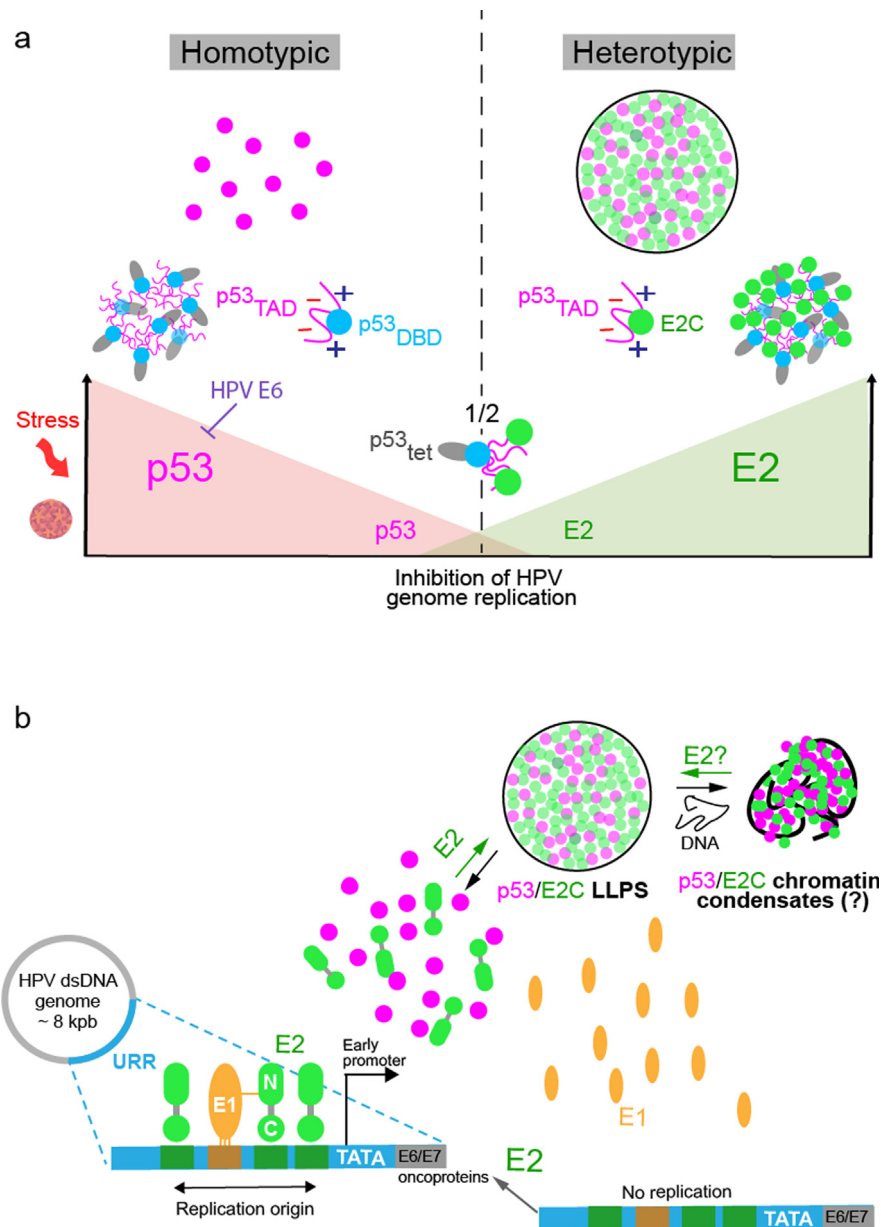 a
Homotypic
Heterotypic
p53TAD
p53DBD
p53TAD
E2C
− + − +
− + − +
HPV E6
Stress
p53
1/2
p53tet
E2
p53
E2
Inhibition of HPV
genome replication
b
E2?
DNA
E2
p53/E2C LLPS
p53/E2C chromatin
condensates (?)
HPV dsDNA
genome
~ 8 kpb
URR
E2
Early
promoter
N
E1
C
E1
TATA
E6/E7
oncoproteins
Replication origin
E2
No replication
TATA
E6/E7